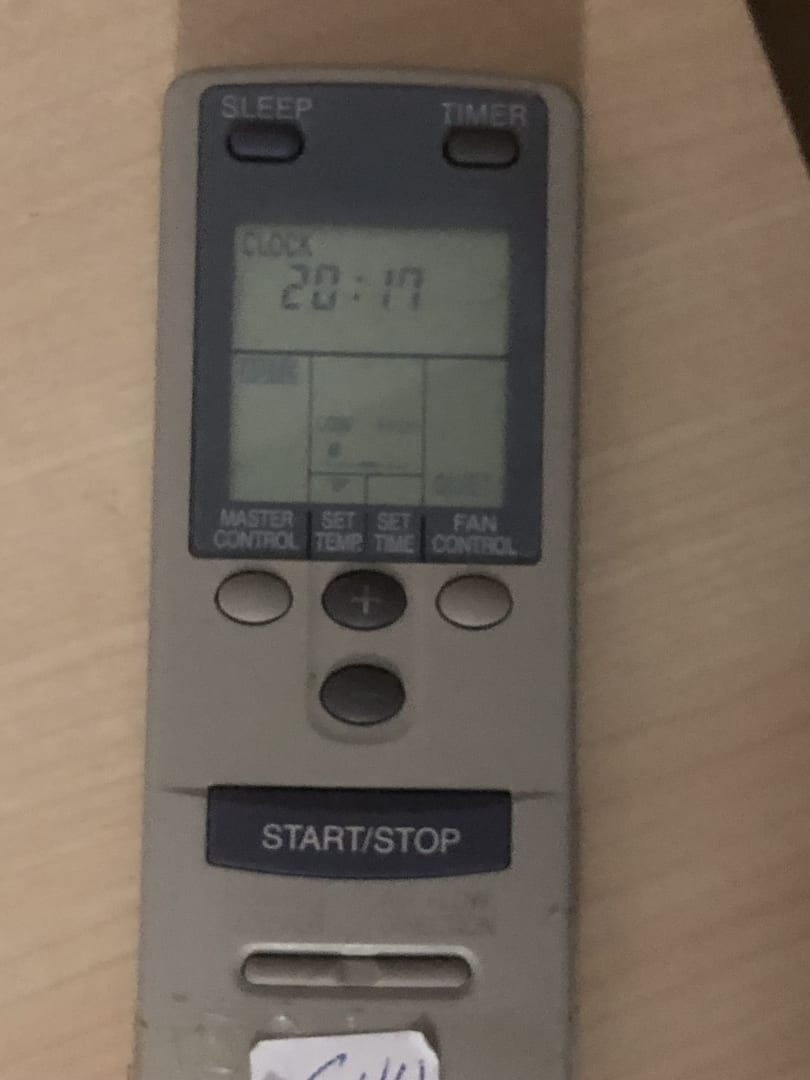 SLEEP TIMER
CLOCK
20:17
MASTER CONTROL
SET TEMP.
SET TIME
FAN CONTROL
+
START/STOP